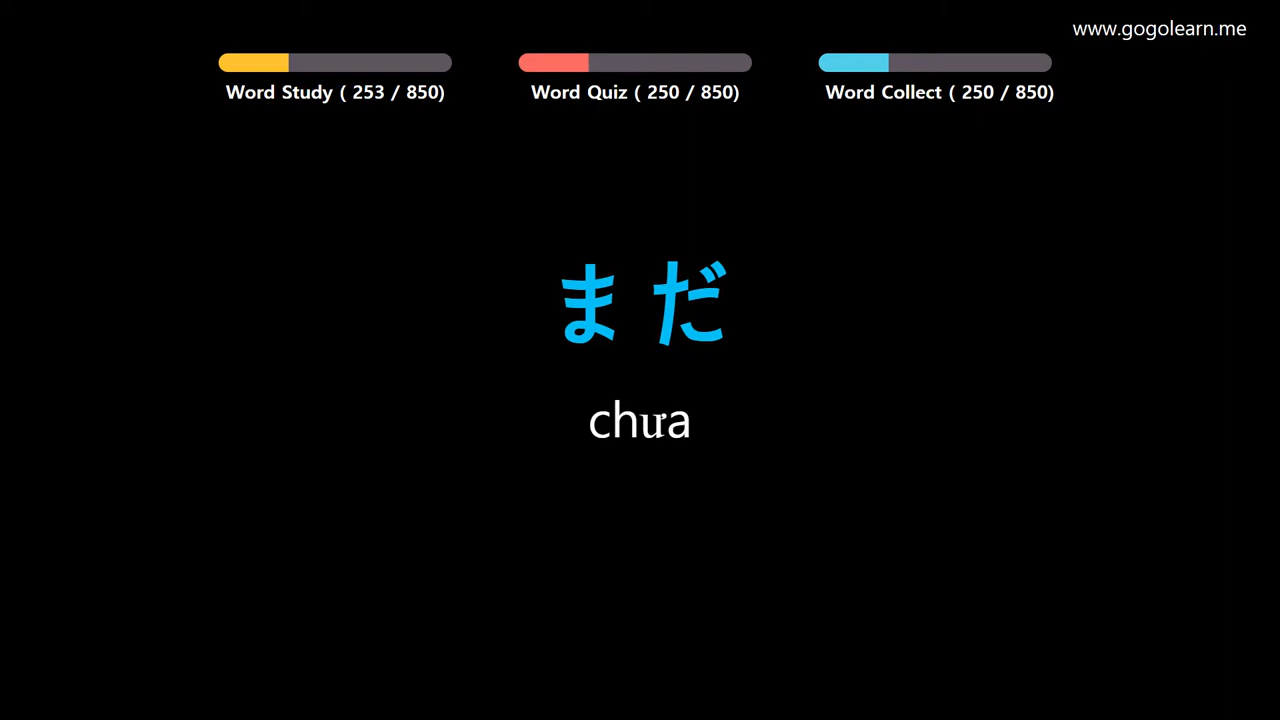 www.gogolearn.me
Word Study ( 253 / 850)
Word Quiz ( 250 / 850)
Word Collect ( 250 / 850)
まだ
chưa